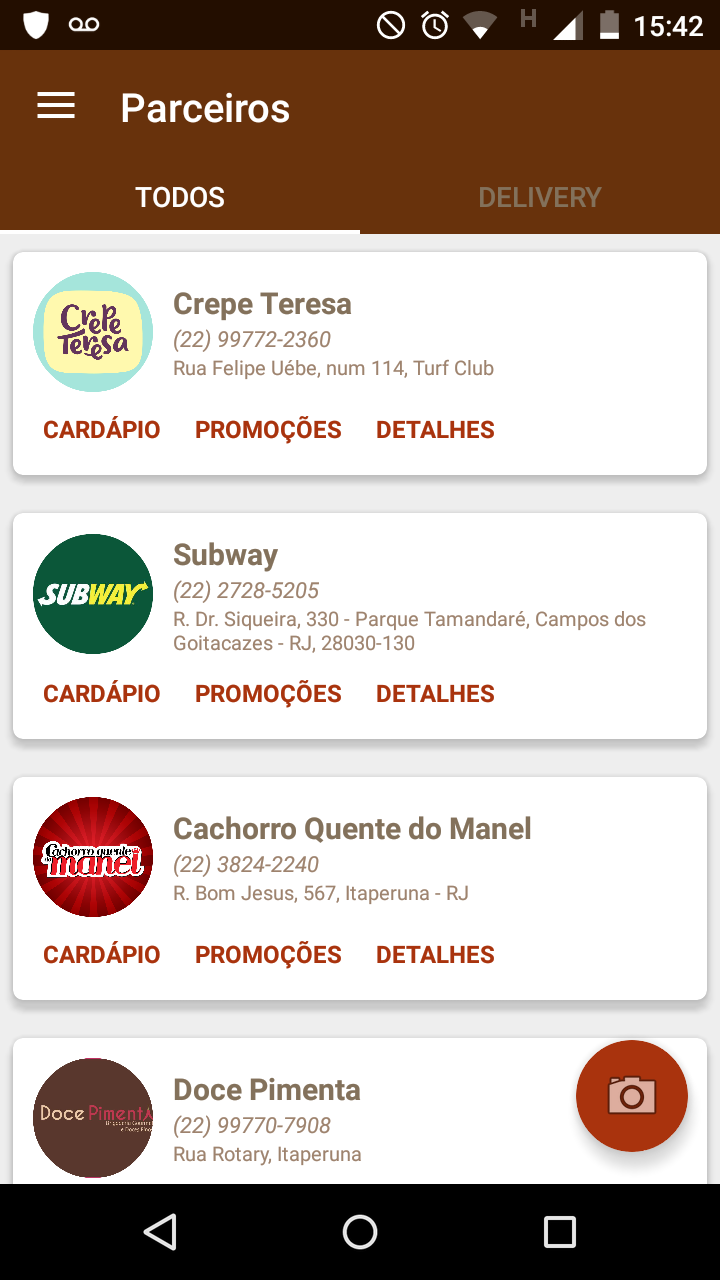 H 15:42
Parceiros
TODOS DELIVERY
Crepe Teresa
Crepe Teresa
(22) 99772-2360
Rua Felipe Uébe, num 114, Turf Club
CARDÁPIO PROMOÇÕES DETALHES
SUBWAY
Subway
(22) 2728-5205
R. Dr. Siqueira, 330 - Parque Tamandaré, Campos dos
Goitacazes - RJ, 28030-130
CARDÁPIO PROMOÇÕES DETALHES
Cachorro quente
do manel
Cachorro Quente do Manel
(22) 3824-2240
R. Bom Jesus, 567, Itaperuna - RJ
CARDÁPIO PROMOÇÕES DETALHES
Doce Pimenta
Doce Pimenta
(22) 99770-7908
Rua Rotary, Itaperuna